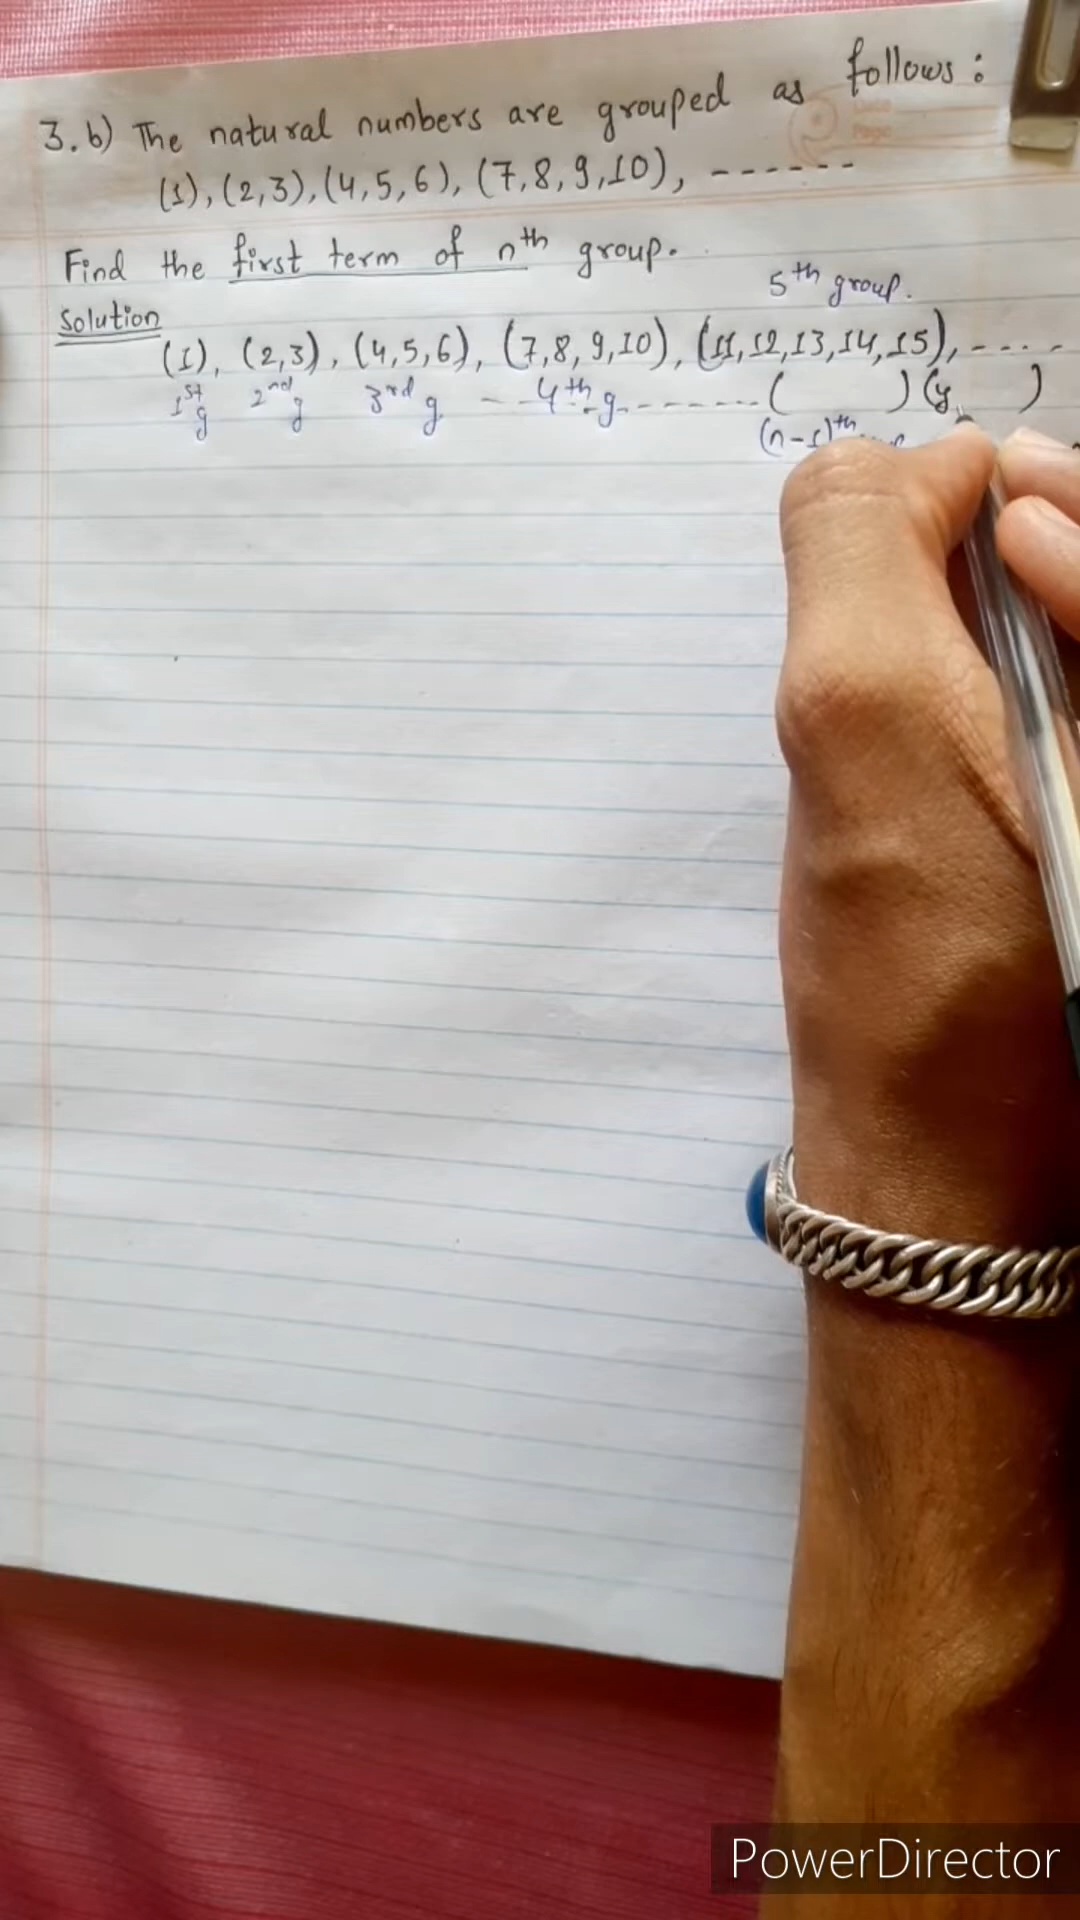 3. b) The natural numbers are grouped as follows:
(1), (2,3), (4,5,6), (7,8,9,10), ------
Find the first term of nth group.
5th group.
Solution
(1), (2,3), (4,5,6), (7,8,9,10), (11,12,13,14,15), ----
1st g 2nd g 3rd g -- 4th g ------- ( ) (y )
(n-1)th
PowerDirector